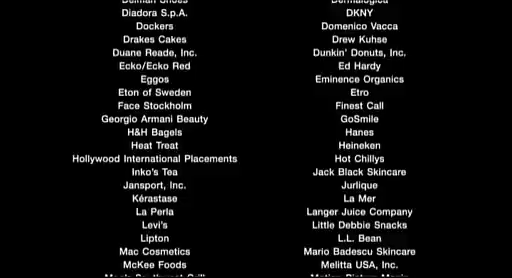 Delman Shoes
Dermalogica
Diadora S.p.A.
DKNY
Dockers
Domenico Vacca
Drakes Cakes
Drew Kuhse
Duane Reade, Inc.
Dunkin' Donuts, Inc.
Ecko/Ecko Red
Ed Hardy
Eggos
Eminence Organics
Eton of Sweden
Etro
Face Stockholm
Finest Call
Georgio Armani Beauty
GoSmile
H&H Bagels
Hanes
Heat Treat
Heineken
Hollywood International Placements
Hot Chillys
Inko's Tea
Jack Black Skincare
Jansport, Inc.
Jurlique
Kérastase
La Mer
La Perla
Langer Juice Company
Levi's
Little Debbie Snacks
Lipton
L.L. Bean
Mac Cosmetics
Mario Badescu Skincare
McKee Foods
Melitta USA, Inc.